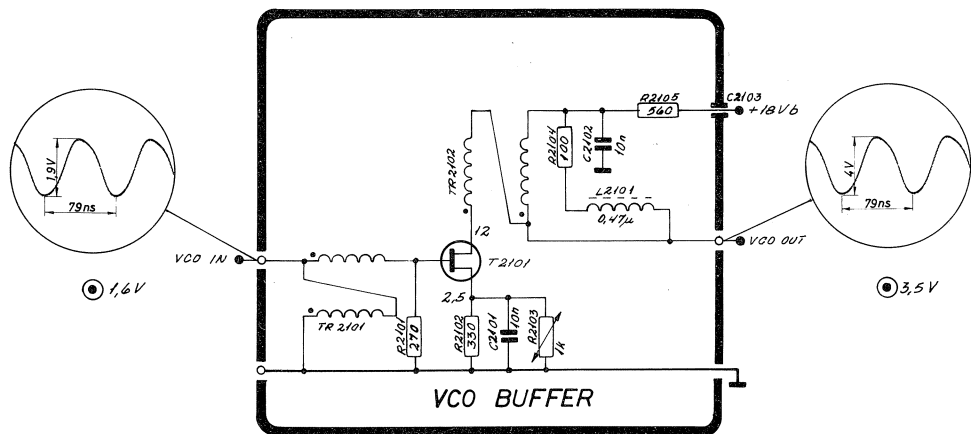 R2105
560
C2103
+18Vb
R2104
100
C2102
10n
TR2102
L2101
0,47µ
1,9V
79ns
4V
79ns
12
VCO IN
T2101
VCO OUT
1,6V
3,5V
2,5
TR 2101
R2101
270
R2102
330
C2101
10n
R2103
1k
VCO BUFFER